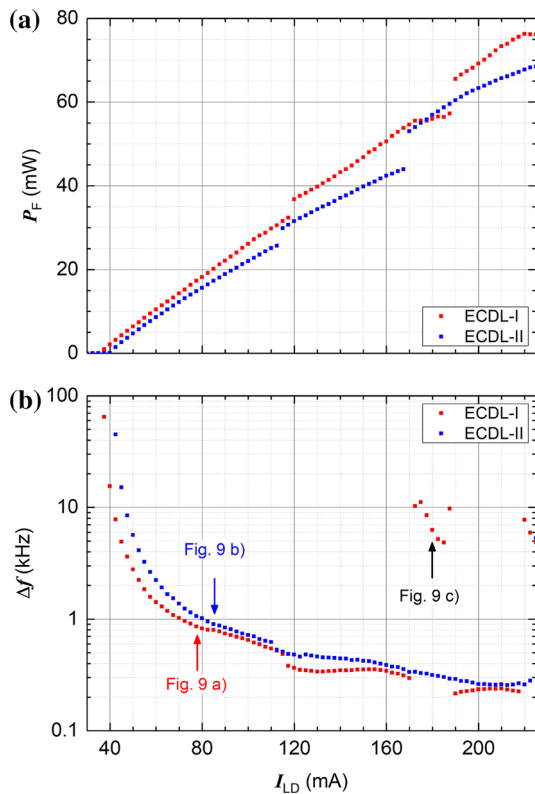 (a)
80
60
40
20
0
P_F (mW)
ECDL-I
ECDL-II
(b)
100
10
1
0.1
Δf (kHz)
ECDL-I
ECDL-II
Fig. 9 b)
Fig. 9 c)
Fig. 9 a)
40 80 120 160 200
I_LD (mA)